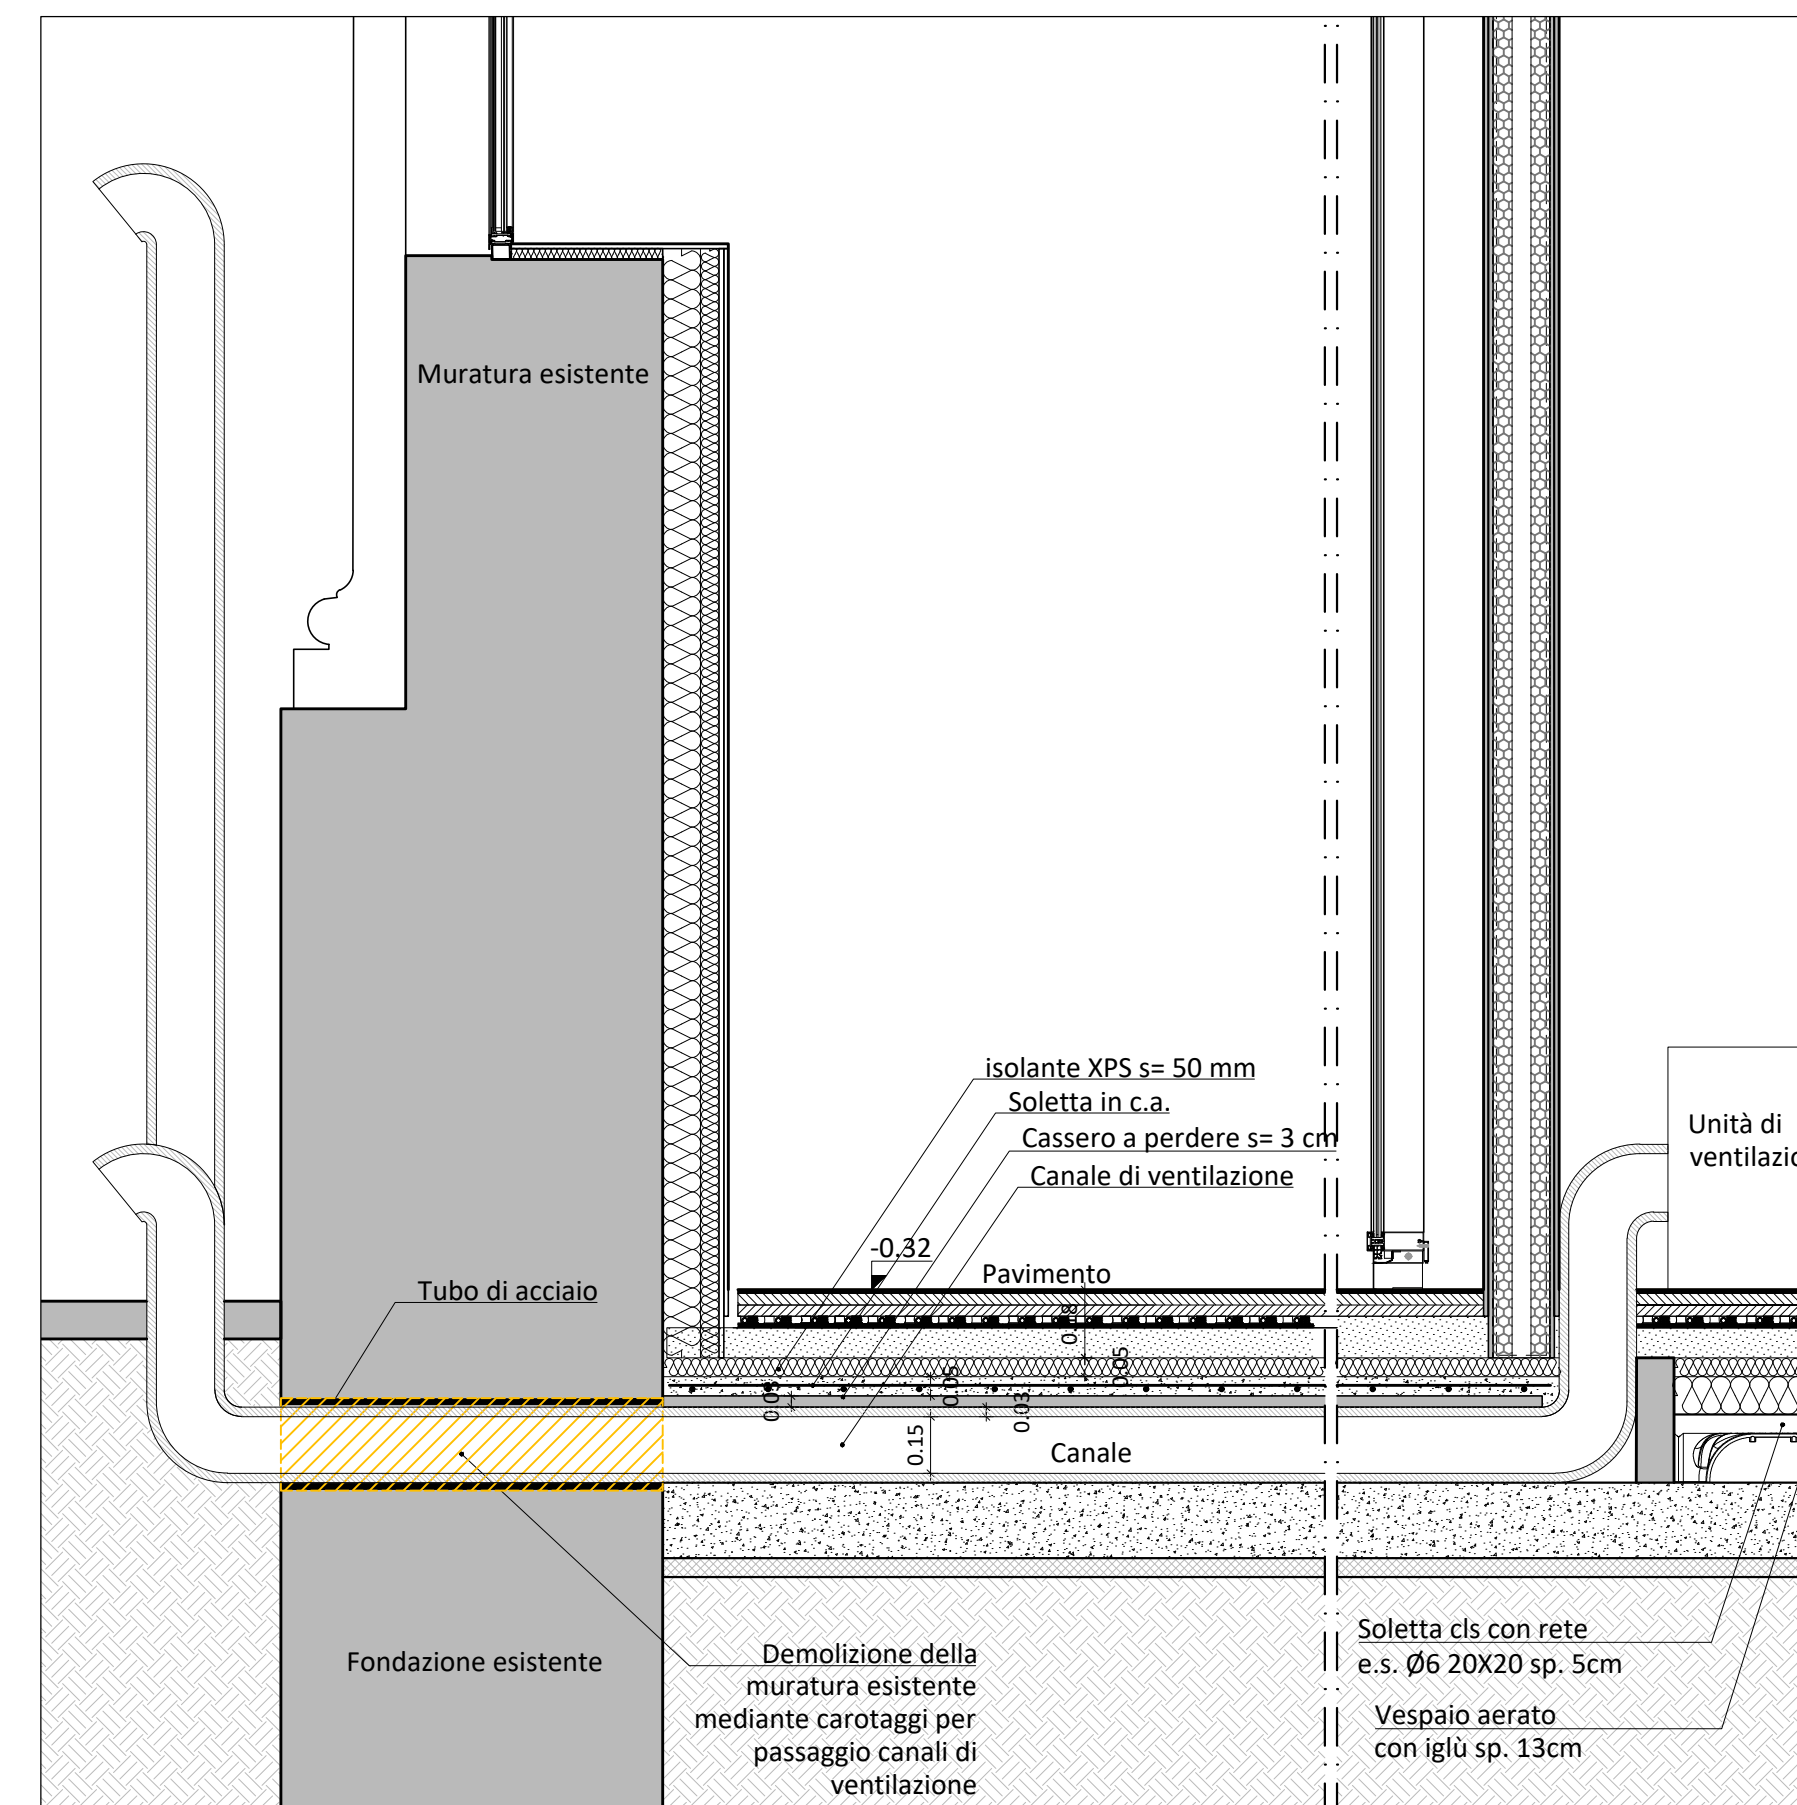 Muratura esistente
isolante XPS s= 50 mm
Soletta in c.a.
Cassero a perdere s= 3 cm
Canale di ventilazione
Unità di
-0.32
Pavimento
Tubo di acciaio
0.18
0.05
0.05
0.03
0.03
0.15
Canale
Fondazione esistente
Demolizione della
muratura esistente
mediante carotaggi per
passaggio canali di
ventilazione
Soletta cls con rete
e.s. Ø6 20X20 sp. 5cm
Vespaio aerato
con iglù sp. 13cm